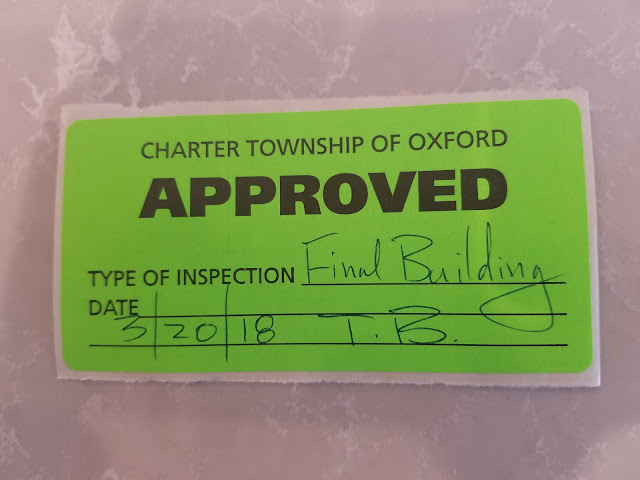 CHARTER TOWNSHIP OF OXFORD
APPROVED
TYPE OF INSPECTION Final Building
DATE
3/20/18 T.B.